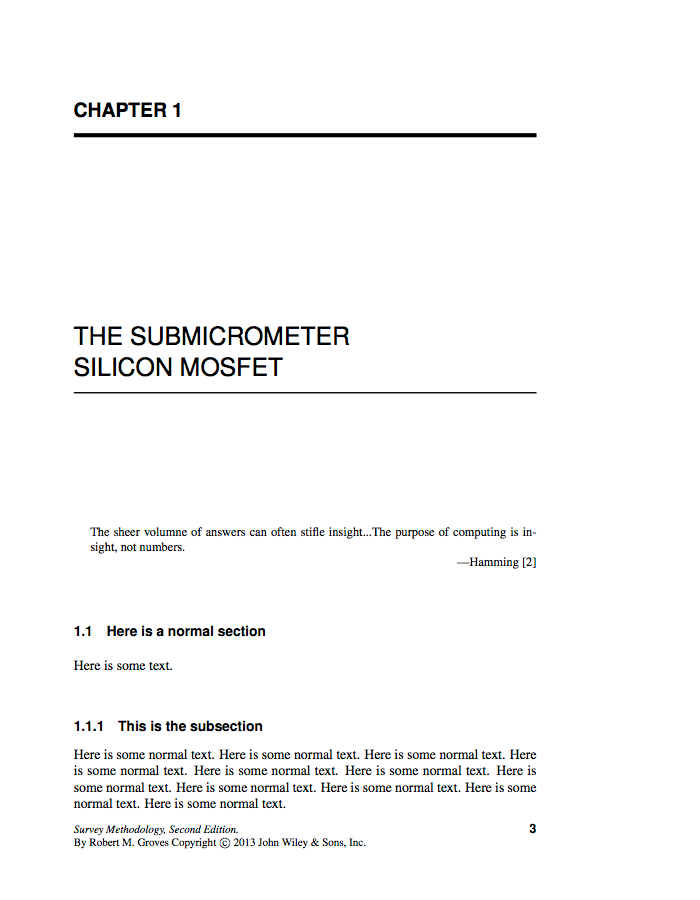 CHAPTER 1
THE SUBMICROMETER
SILICON MOSFET
The sheer volumne of answers can often stifle insight...The purpose of computing is in-
sight, not numbers.
—Hamming [2]
1.1 Here is a normal section
Here is some text.
1.1.1 This is the subsection
Here is some normal text. Here is some normal text. Here is some normal text. Here
is some normal text. Here is some normal text. Here is some normal text. Here is
some normal text. Here is some normal text. Here is some normal text. Here is some
normal text. Here is some normal text.
Survey Methodology, Second Edition. 3
By Robert M. Groves Copyright © 2013 John Wiley & Sons, Inc.